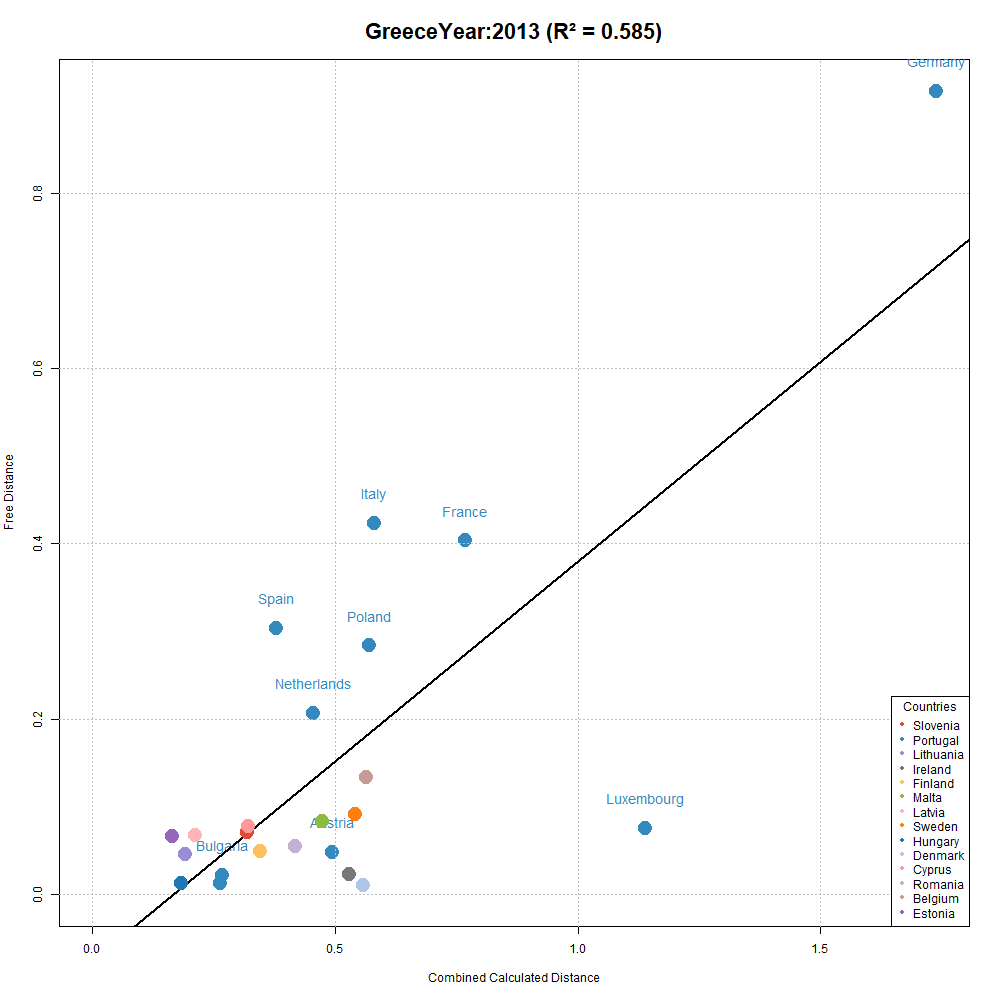 GreeceYear:2013 (R² = 0.585)
Germany
0.8
0.6
Free Distance
Italy
France
0.4
Spain
Poland
Netherlands
0.2
Luxembourg
Austria
Bulgaria
0.0
Countries
Slovenia
Portugal
Lithuania
Ireland
Finland
Malta
Latvia
Sweden
Hungary
Denmark
Cyprus
Romania
Belgium
Estonia
0.0 0.5 1.0 1.5
Combined Calculated Distance